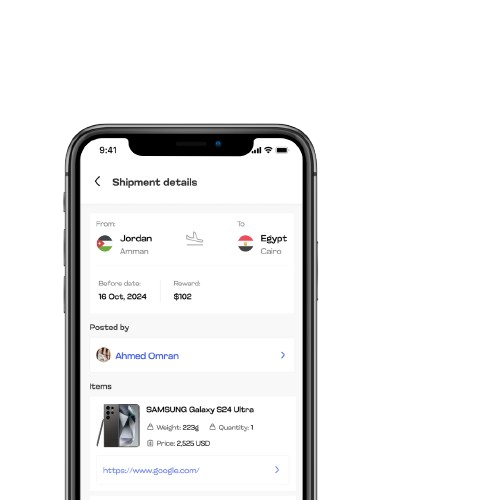 9:41
Shipment details
From:
To
Jordan
Egypt
Amman
Cairo
Before date:
Reward:
16 Oct, 2024
$102
Posted by
Ahmed Omran
Items
SAMSUNG Galaxy S24 Ultra
Weight: 223g
Quantity: 1
Price: 2,525 USD
https://www.google.com/